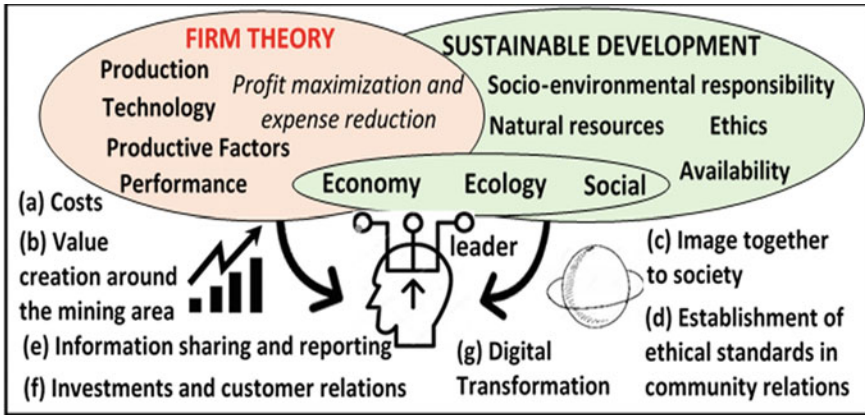 FIRM THEORY
Production
Technology
Productive Factors
Performance
Profit maximization and
expense reduction
SUSTAINABLE DEVELOPMENT
Socio-environmental responsibility
Natural resources
Ethics
Availability
Economy
Ecology
Social
leader
(a) Costs
(b) Value
creation around
the mining area
(c) Image together
to society
(d) Establishment of
ethical standards in
community relations
(e) Information sharing and reporting
(f) Investments and customer relations
(g) Digital
Transformation